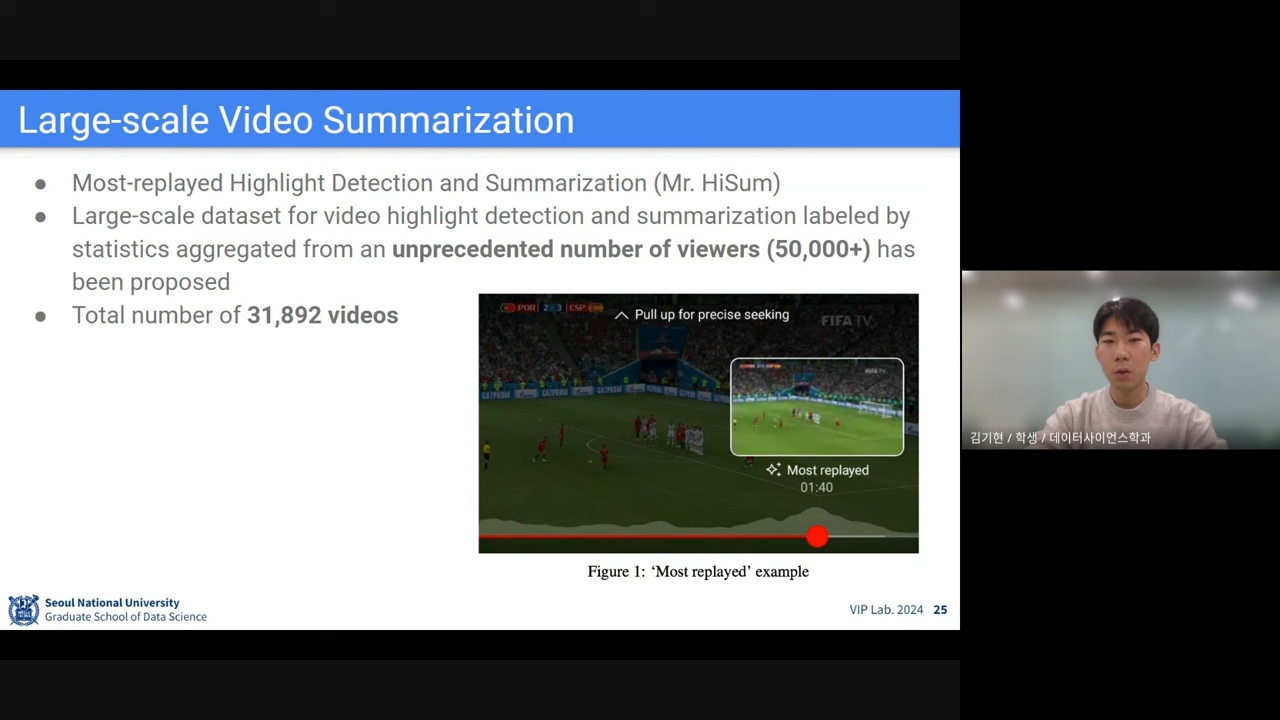 Large-scale Video Summarization
● Most-replayed Highlight Detection and Summarization (Mr. HiSum)
● Large-scale dataset for video highlight detection and summarization labeled by
statistics aggregated from an unprecedented number of viewers (50,000+) has
been proposed
● Total number of 31,892 videos
POR 2-3 ESP
Pull up for precise seeking
FIFA TV
GAZPROM
Most replayed
01:40
Figure 1: ‘Most replayed’ example
Seoul National University
Graduate School of Data Science
VIP Lab. 2024 25
김기현 / 학생 / 데이터사이언스학과